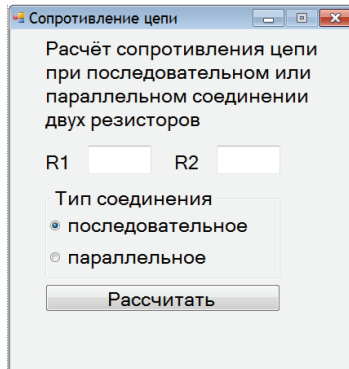 Сопротивление цепи
Расчёт сопротивления цепи
при последовательном или
параллельном соединении
двух резисторов
R1 R2
Тип соединения
последовательное
параллельное
Рассчитать